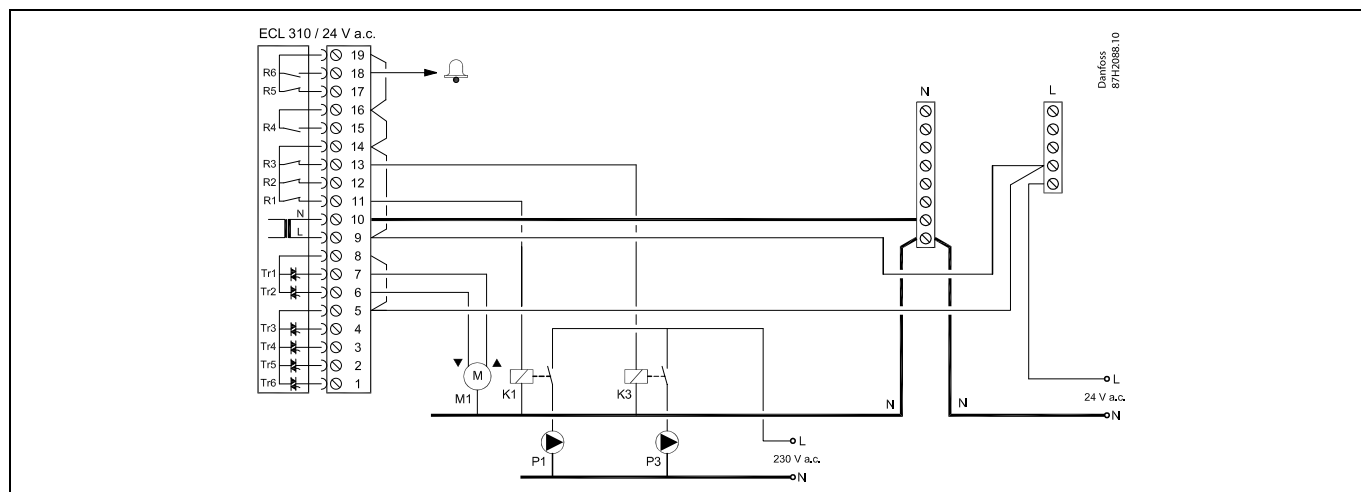 ECL 310 / 24 V a.c.
19
R6 18
R5 17
16
R4 15
14
R3 13
R2 12
R1 11
N 10
L 9
8
Tr1 7
Tr2 6
5
Tr3 4
Tr4 3
Tr5 2
Tr6 1
M
M1
K1
K3
P1
P3
N
L
Danfoss
87H2088.10
N
N
L
24 V a.c.
N
L
230 V a.c.
N